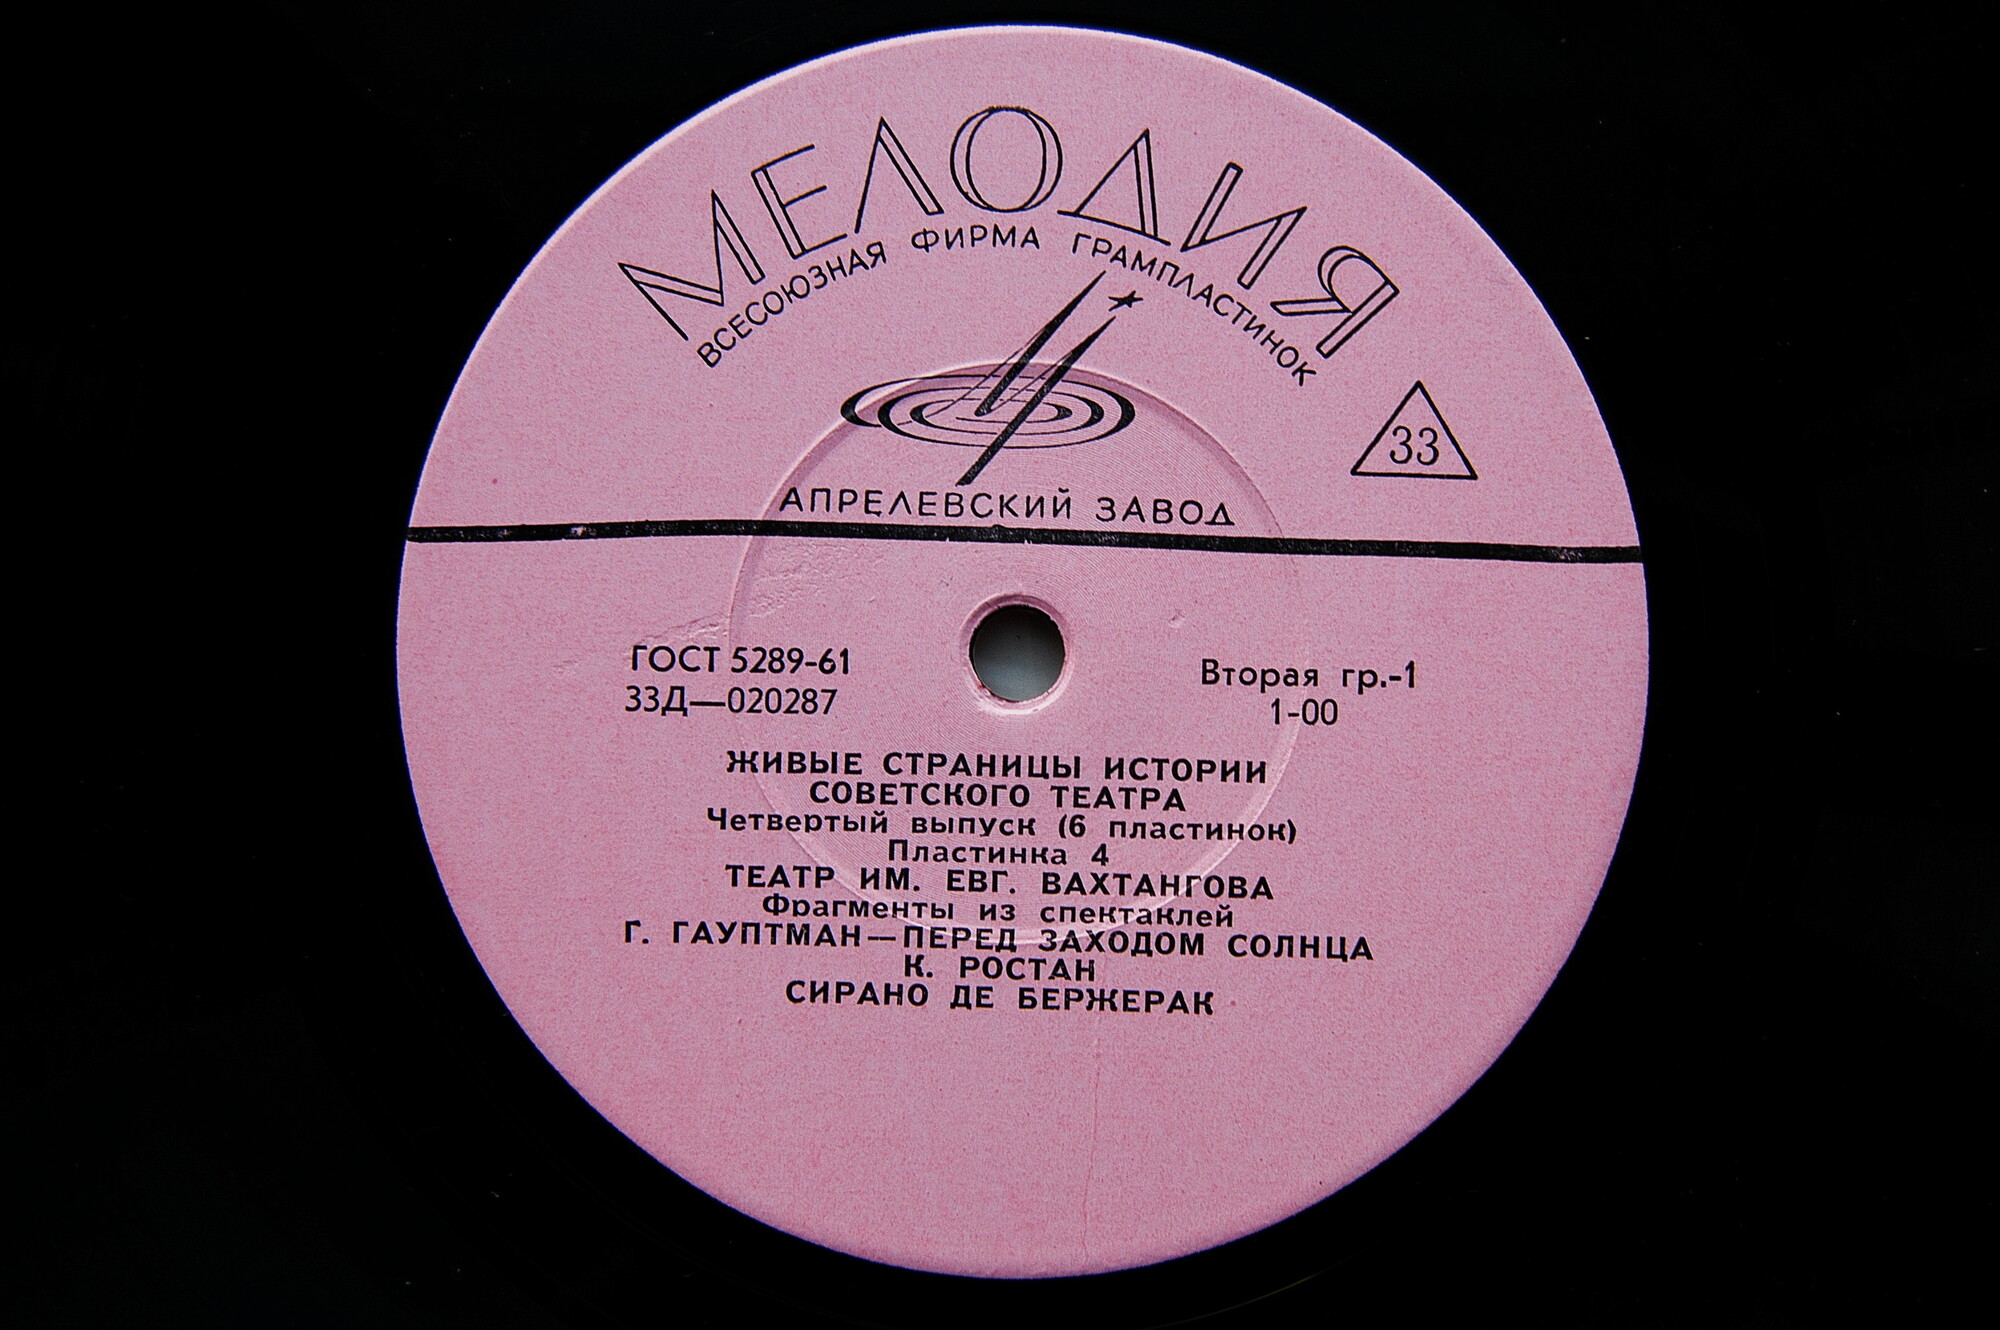 МЕЛОДИЯ
ВСЕСОЮЗНАЯ ФИРМА ГРАМПЛАСТИНОК
33
АПРЕЛЕВСКИЙ ЗАВОД
ГОСТ 5289-61
33Д—020287
Вторая гр.-1
1-00
ЖИВЫЕ СТРАНИЦЫ ИСТОРИИ
СОВЕТСКОГО ТЕАТРА
Четвертый выпуск (6 пластинок)
Пластинка 4
ТЕАТР ИМ. ЕВГ. ВАХТАНГОВА
Фрагменты из спектаклей
Г. ГАУПТМАН—ПЕРЕД ЗАХОДОМ СОЛНЦА
К. РОСТАН
СИРАНО ДЕ БЕРЖЕРАК